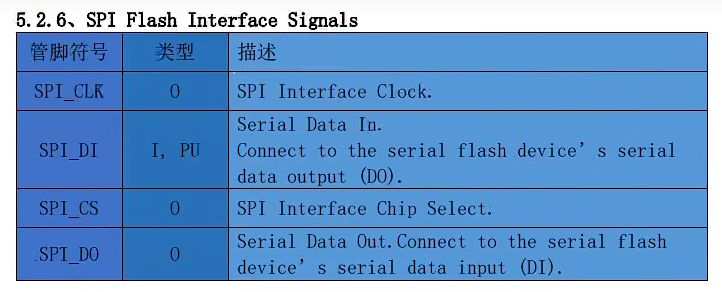 5.2.6、SPI Flash Interface Signals
管脚符号 类型 描述
SPI_CLK O SPI Interface Clock.
SPI_DI I, PU Serial Data In.
Connect to the serial flash device’s serial
data output (DO).
SPI_CS O SPI Interface Chip Select.
.SPI_DO O Serial Data Out.Connect to the serial flash
device’s serial data input (DI).